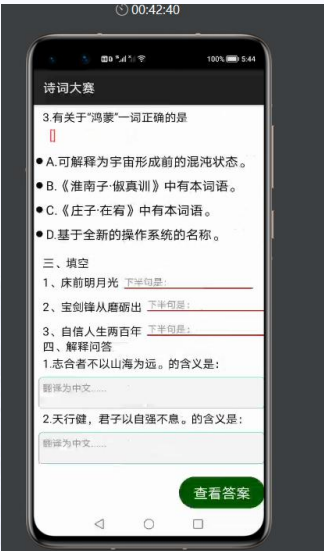 00:42:40
100% 5:44
诗词大赛
3.有关于“鸿蒙”一词正确的是
[]
A.可解释为宇宙形成前的混沌状态。
B.《淮南子·俶真训》中有本词语。
C.《庄子·在宥》中有本词语。
D.基于全新的操作系统的名称。
三、填空
1、床前明月光 下半句是:
2、宝剑锋从磨砺出 下半句是:
3、自信人生两百年 下半句是:
四、解释问答
1.志合者不以山海为远。的含义是:
翻译为中文......
2.天行健，君子以自强不息。的含义是:
翻译为中文......
查看答案